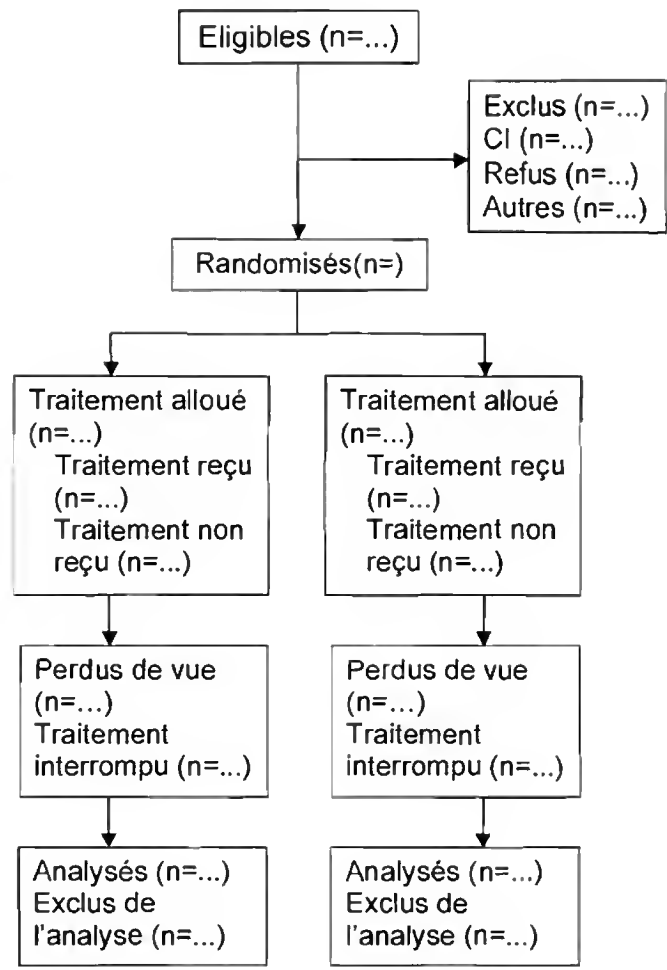 Eligibles (n=...)
Exclus (n=...)
CI (n=...)
Refus (n=...)
Autres (n=...)
Randomisés(n=)
Traitement alloué
(n=...)
Traitement reçu
(n=...)
Traitement non
reçu (n=...)
Traitement alloué
(n=...)
Traitement reçu
(n=...)
Traitement non
reçu (n=...)
Perdus de vue
(n=...)
Traitement
interrompu (n=...)
Perdus de vue
(n=...)
Traitement
interrompu (n=...)
Analysés (n=...)
Exclus de
l'analyse (n=...)
Analysés (n=...)
Exclus de
l'analyse (n=...)